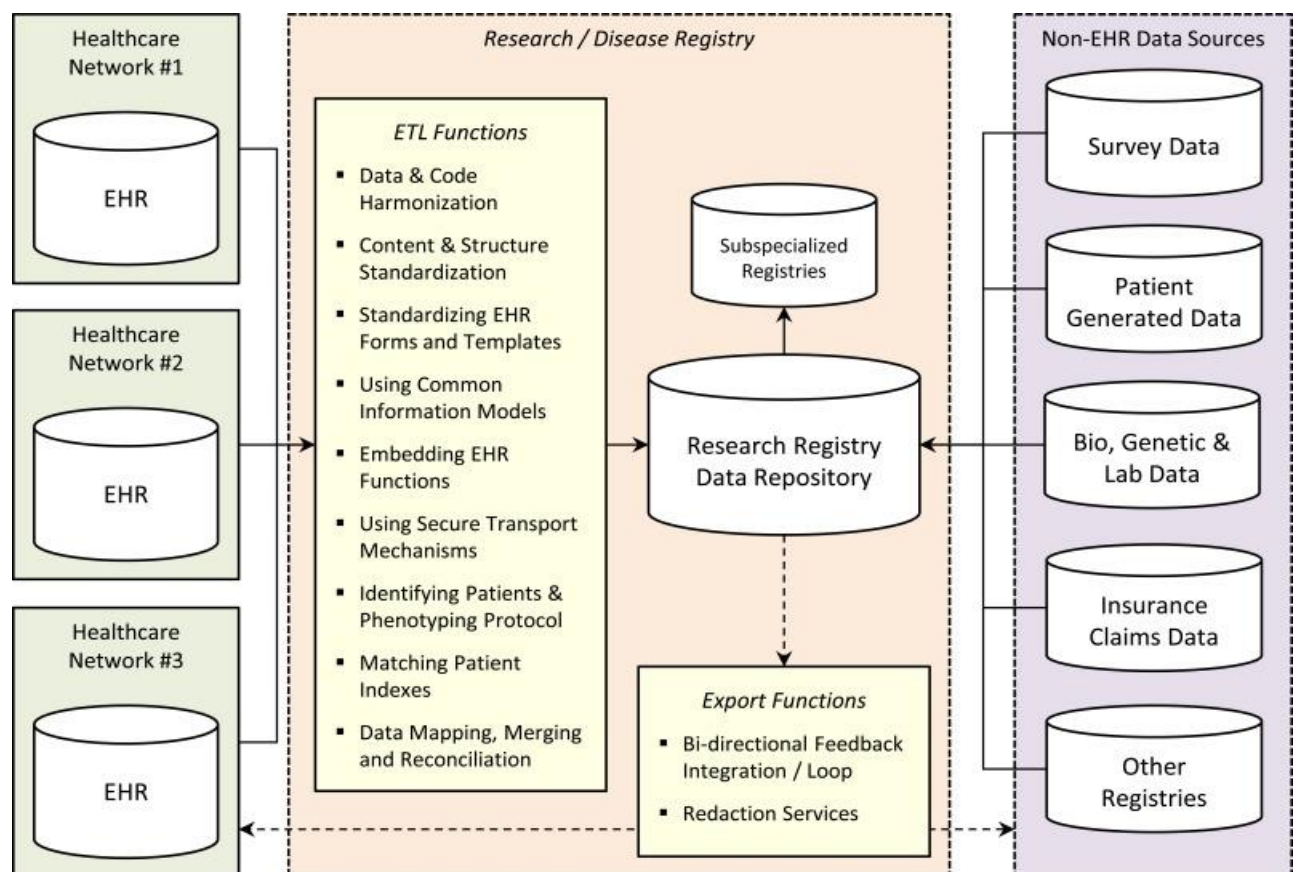 Healthcare
Network #1
EHR
Healthcare
Network #2
EHR
Healthcare
Network #3
EHR
Research / Disease Registry
ETL Functions
▪ Data & Code
Harmonization
▪ Content & Structure
Standardization
▪ Standardizing EHR
Forms and Templates
▪ Using Common
Information Models
▪ Embedding EHR
Functions
▪ Using Secure Transport
Mechanisms
▪ Identifying Patients &
Phenotyping Protocol
▪ Matching Patient
Indexes
▪ Data Mapping, Merging
and Reconciliation
Subspecialized
Registries
Research Registry
Data Repository
Export Functions
▪ Bi-directional Feedback
Integration / Loop
▪ Redaction Services
Non-EHR Data Sources
Survey Data
Patient
Generated Data
Bio, Genetic &
Lab Data
Insurance
Claims Data
Other
Registries